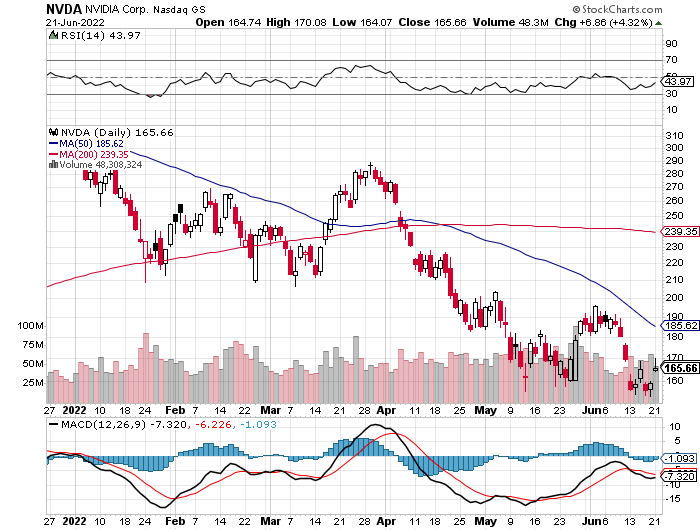 NVDA NVIDIA Corp. Nasdaq GS © StockCharts.com
21-Jun-2022 Open 164.74 High 170.08 Low 164.07 Close 165.66 Volume 48.3M Chg +6.86 (+4.32%)
RSI(14) 43.97
90
70
50
43.97
30
10
NVDA (Daily) 165.66
MA(50) 185.62
MA(200) 239.35
Volume 48,308,324
280
270
260
250
239.35
230
220
210
200
190
185.62
170
165.66
160
100M
75M
50M
25M
27 2022 10 18 24 Feb 7 14 22 Mar 7 14 21 28 Apr 11 18 25 May 9 16 23 Jun 6 13 21
MACD(12,26,9) -7.320, -6.226, -1.093
10
5
-1.093
-7.320
-15
27 2022 10 18 24 Feb 7 14 22 Mar 7 14 21 28 Apr 11 18 25 May 9 16 23 Jun 6 13 21